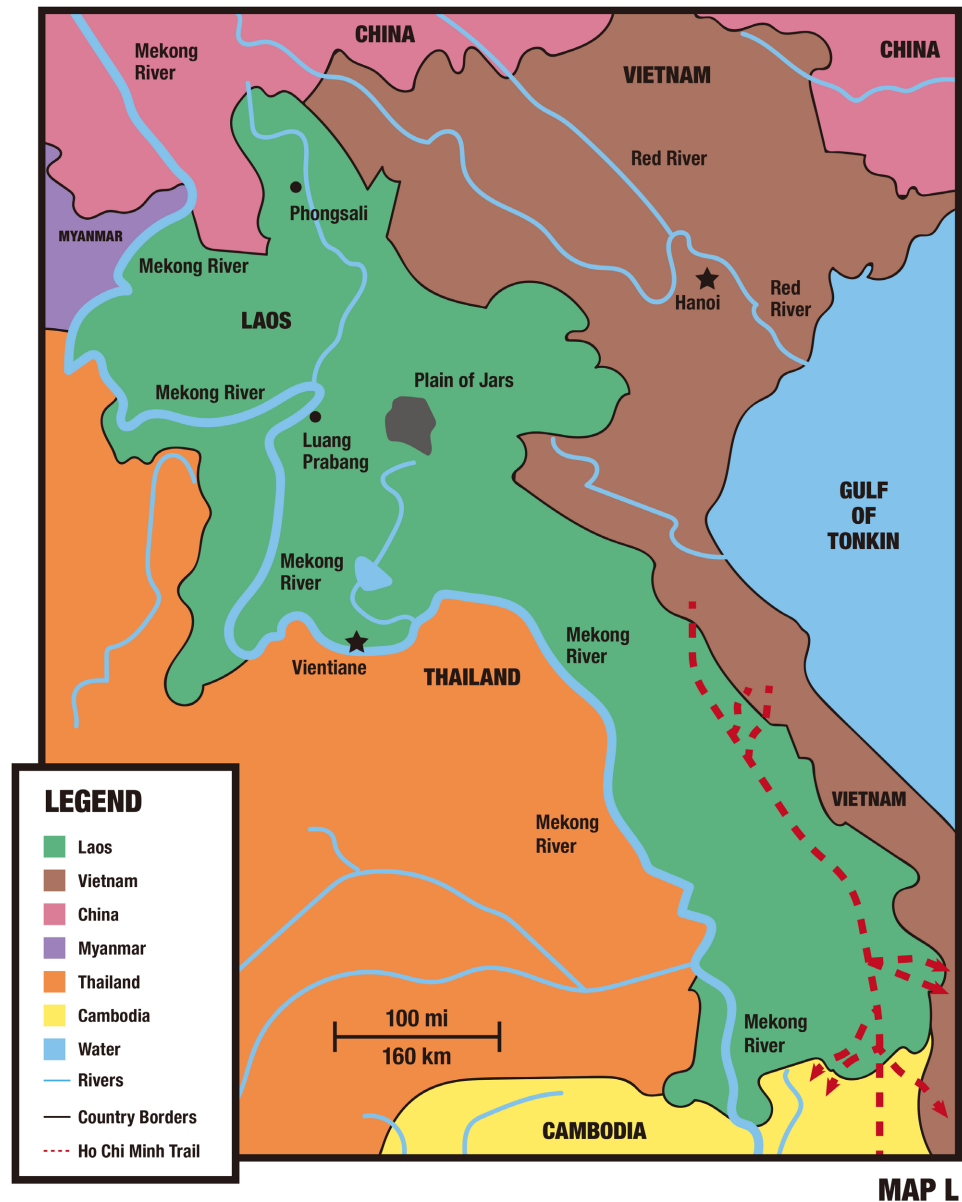 CHINA
Mekong
River
VIETNAM
CHINA
Red River
Phongsali
MYANMAR
Mekong River
LAOS
Hanoi
Red
River
Plain of Jars
Mekong River
Luang
Prabang
GULF
OF
TONKIN
Mekong
River
Mekong
River
Vientiane
THAILAND
VIETNAM
Mekong
River
LEGEND
Laos
Vietnam
China
Myanmar
Thailand
Cambodia
Water
Rivers
Country Borders
Ho Chi Minh Trail
100 mi
160 km
Mekong
River
CAMBODIA
MAP L